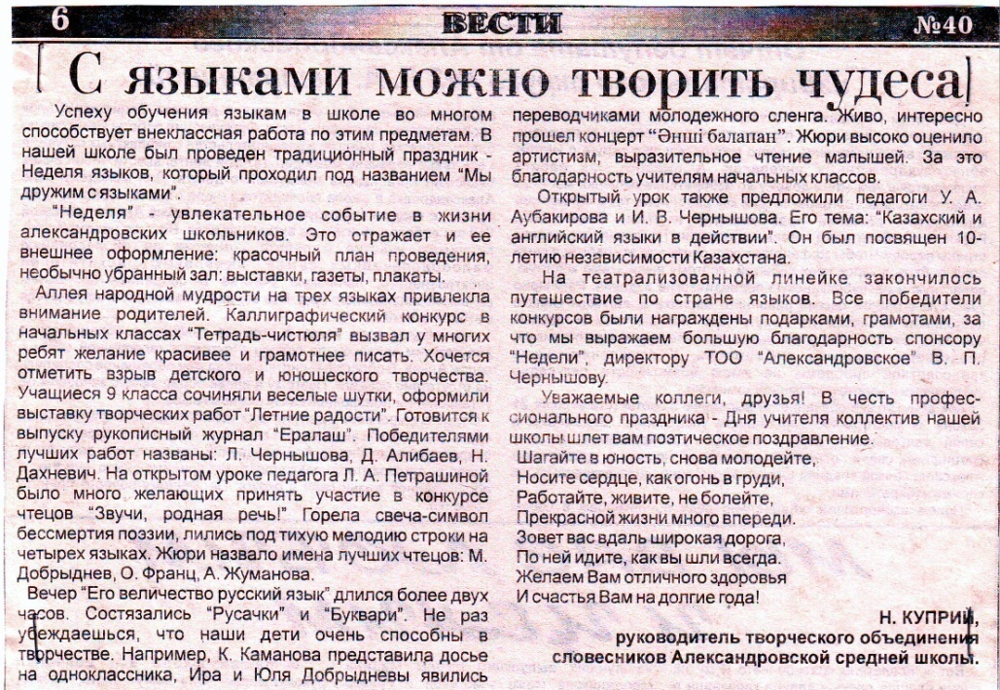 6
ВЕСТИ
№40
С языками можно творить чудеса
Успеху обучения языкам в школе во многом
способствует внеклассная работа по этим предметам. В
нашей школе был проведен традиционный праздник -
Неделя языков, который проходил под названием "Мы
дружим с языками".
"Неделя" - увлекательное событие в жизни
александровских школьников. Это отражает и ее
внешнее оформление: красочный план проведения,
необычно убранный зал: выставки, газеты, плакаты.
Аллея народной мудрости на трех языках привлекла
внимание родителей. Каллиграфический конкурс в
начальных классах "Тетрадь-чистюля" вызвал у многих
ребят желание красивее и грамотнее писать. Хочется
отметить взрыв детского и юношеского творчества.
Учащиеся 9 класса сочиняли веселые шутки, оформили
выставку творческих работ "Летние радости". Готовится к
выпуску рукописный журнал "Ералаш". Победителями
лучших работ названы: Л. Чернышова, Д. Алибаев, Н.
Дахневич. На открытом уроке педагога Л. А. Петрашиной
было много желающих принять участие в конкурсе
чтецов "Звучи, родная речь!" Горела свеча-символ
бессмертия поэзии, лились под тихую мелодию строки на
четырех языках. Жюри назвало имена лучших чтецов: М.
Добрыднев, О. Франц, А. Жуманова.
Вечер "Его величество русский язык" длился более двух
часов. Состязались "Русачки" и "Буквари". Не раз
убеждаешься, что наши дети очень способны в
творчестве. Например, К. Каманова представила досье
на одноклассника, Ира и Юля Добрыдневы явились
переводчиками молодежного сленга. Живо, интересно
прошел концерт "Әнші балапан". Жюри высоко оценило
артистизм, выразительное чтение малышей. За это
благодарность учителям начальных классов.
Открытый урок также предложили педагоги У. А.
Аубакирова и И. В. Чернышова. Его тема: "Казахский и
английский языки в действии". Он был посвящен 10-
летию независимости Казахстана.
На театрализованной линейке закончилось
путешествие по стране языков. Все победители
конкурсов были награждены подарками, грамотами, за
что мы выражаем большую благодарность спонсору
"Недели", директору ТОО "Александровское" В. П.
Чернышову.
Уважаемые коллеги, друзья! В честь профес-
сионального праздника - Дня учителя коллектив нашей
школы шлет вам поэтическое поздравление.
Шагайте в юность, снова молодейте,
Носите сердце, как огонь в груди,
Работайте, живите, не болейте,
Прекрасной жизни много впереди.
Зовет вас вдаль широкая дорога,
По ней идите, как вы шли всегда.
Желаем Вам отличного здоровья
И счастья Вам на долгие года!
Н. КУПРИЙ,
руководитель творческого объединения
словесников Александровской средней школы.